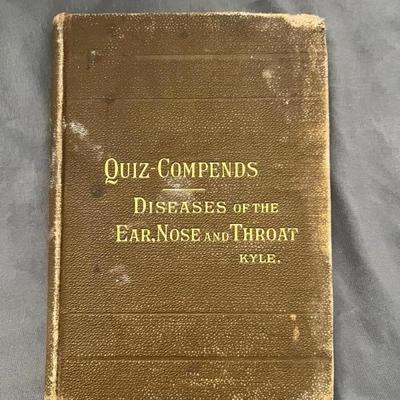 QUIZ-COMPENDS
DISEASES OF THE
EAR, NOSE AND THROAT
KYLE.